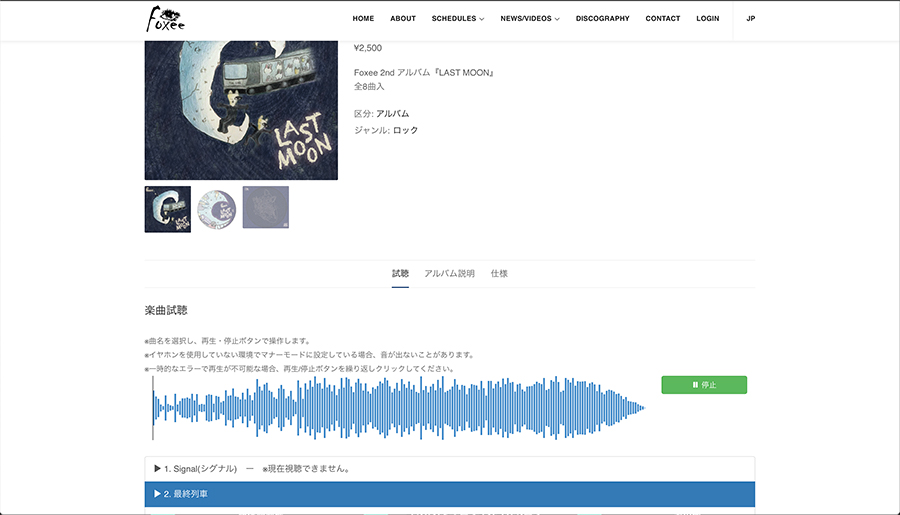 Foxee
HOME ABOUT SCHEDULES NEWS/VIDEOS DISCOGRAPHY CONTACT LOGIN JP
¥2,500
Foxee 2nd アルバム『LAST MOON』
全8曲入
区分: アルバム
ジャンル: ロック
LAST
MOON
試聴 アルバム説明 仕様
楽曲試聴
※曲名を選択し、再生・停止ボタンで操作します。
※イヤホンを使用していない環境でマナーモードに設定している場合、音が出ないことがあります。
※一時的なエラーで再生が不可能な場合、再生/停止ボタンを繰り返しクリックしてください。
停止
▶ 1. Signal(シグナル) ー ※現在視聴できません。
▶ 2. 最終列車